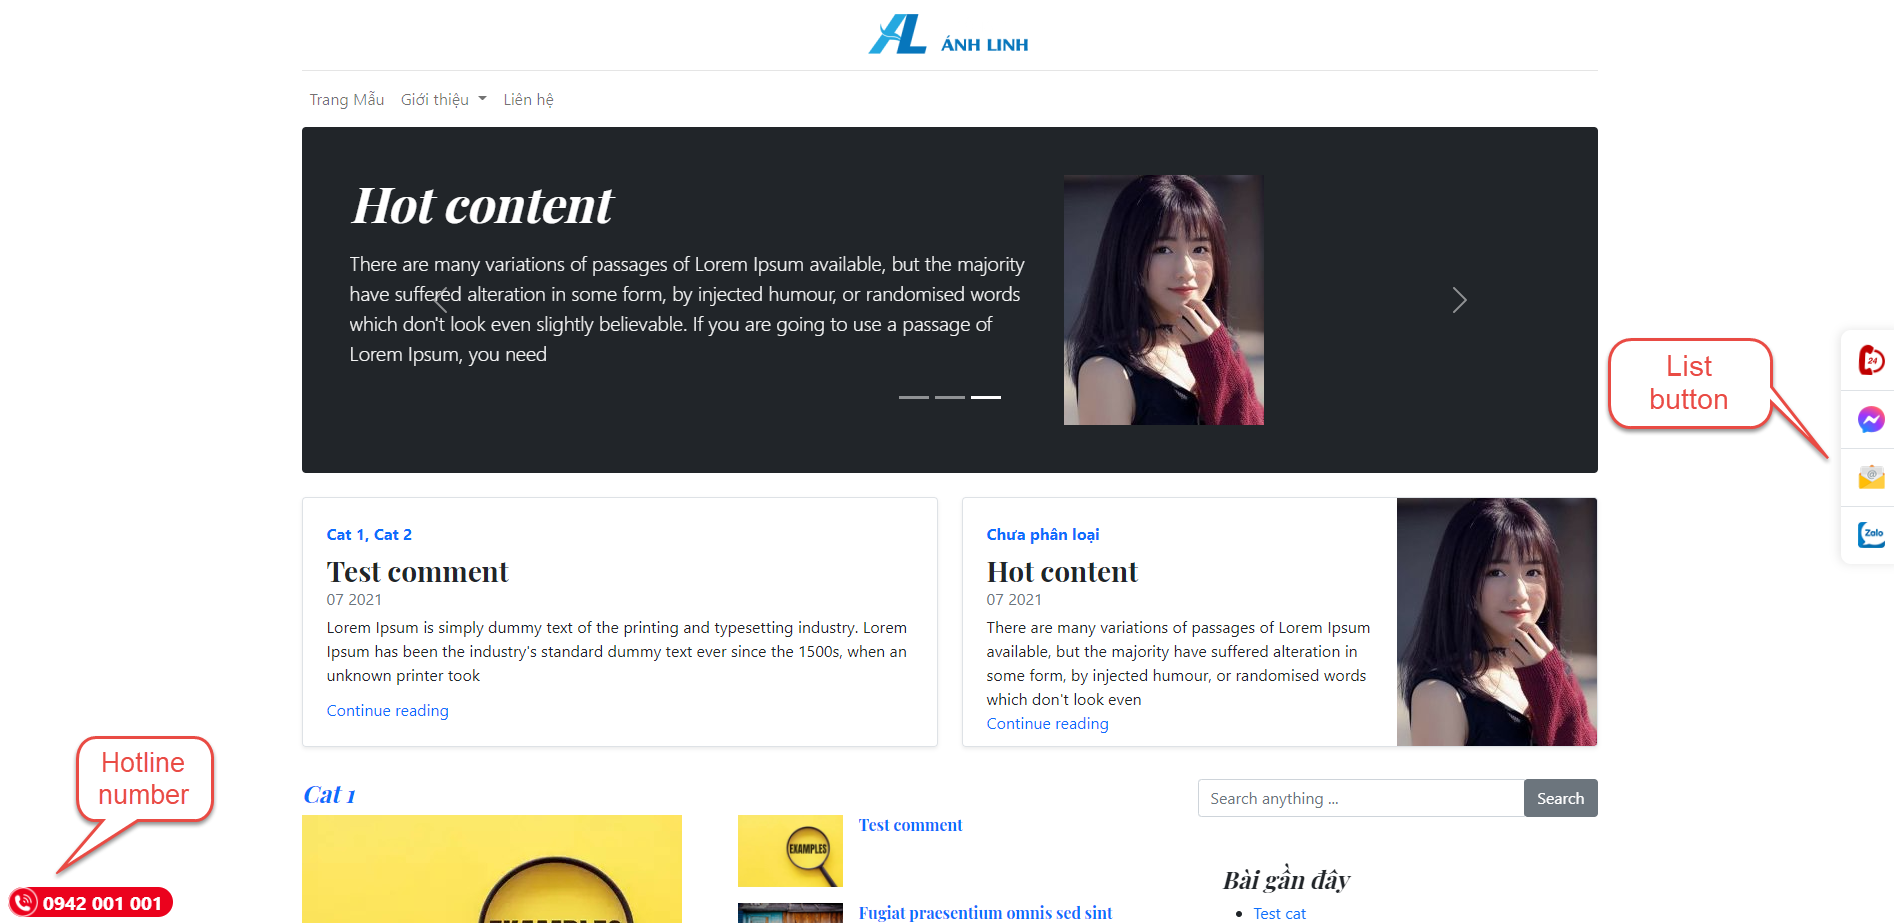 AL ÁNH LINH
Trang Mẫu Giới thiệu Liên hệ
Hot content
There are many variations of passages of Lorem Ipsum available, but the majority
have suffered alteration in some form, by injected humour, or randomised words
which don't look even slightly believable. If you are going to use a passage of
Lorem Ipsum, you need
List
button
24
@
Zalo
Cat 1, Cat 2
Test comment
07 2021
Lorem Ipsum is simply dummy text of the printing and typesetting industry. Lorem
Ipsum has been the industry's standard dummy text ever since the 1500s, when an
unknown printer took
Continue reading
Chưa phân loại
Hot content
07 2021
There are many variations of passages of Lorem Ipsum
available, but the majority have suffered alteration in
some form, by injected humour, or randomised words
which don't look even
Continue reading
Hotline
number
0942 001 001
Cat 1
EXAMPLES
EXAMPLES
Test comment
Fugiat praesentium omnis sed sint
Search anything ...
Search
Bài gần đây
Test cat